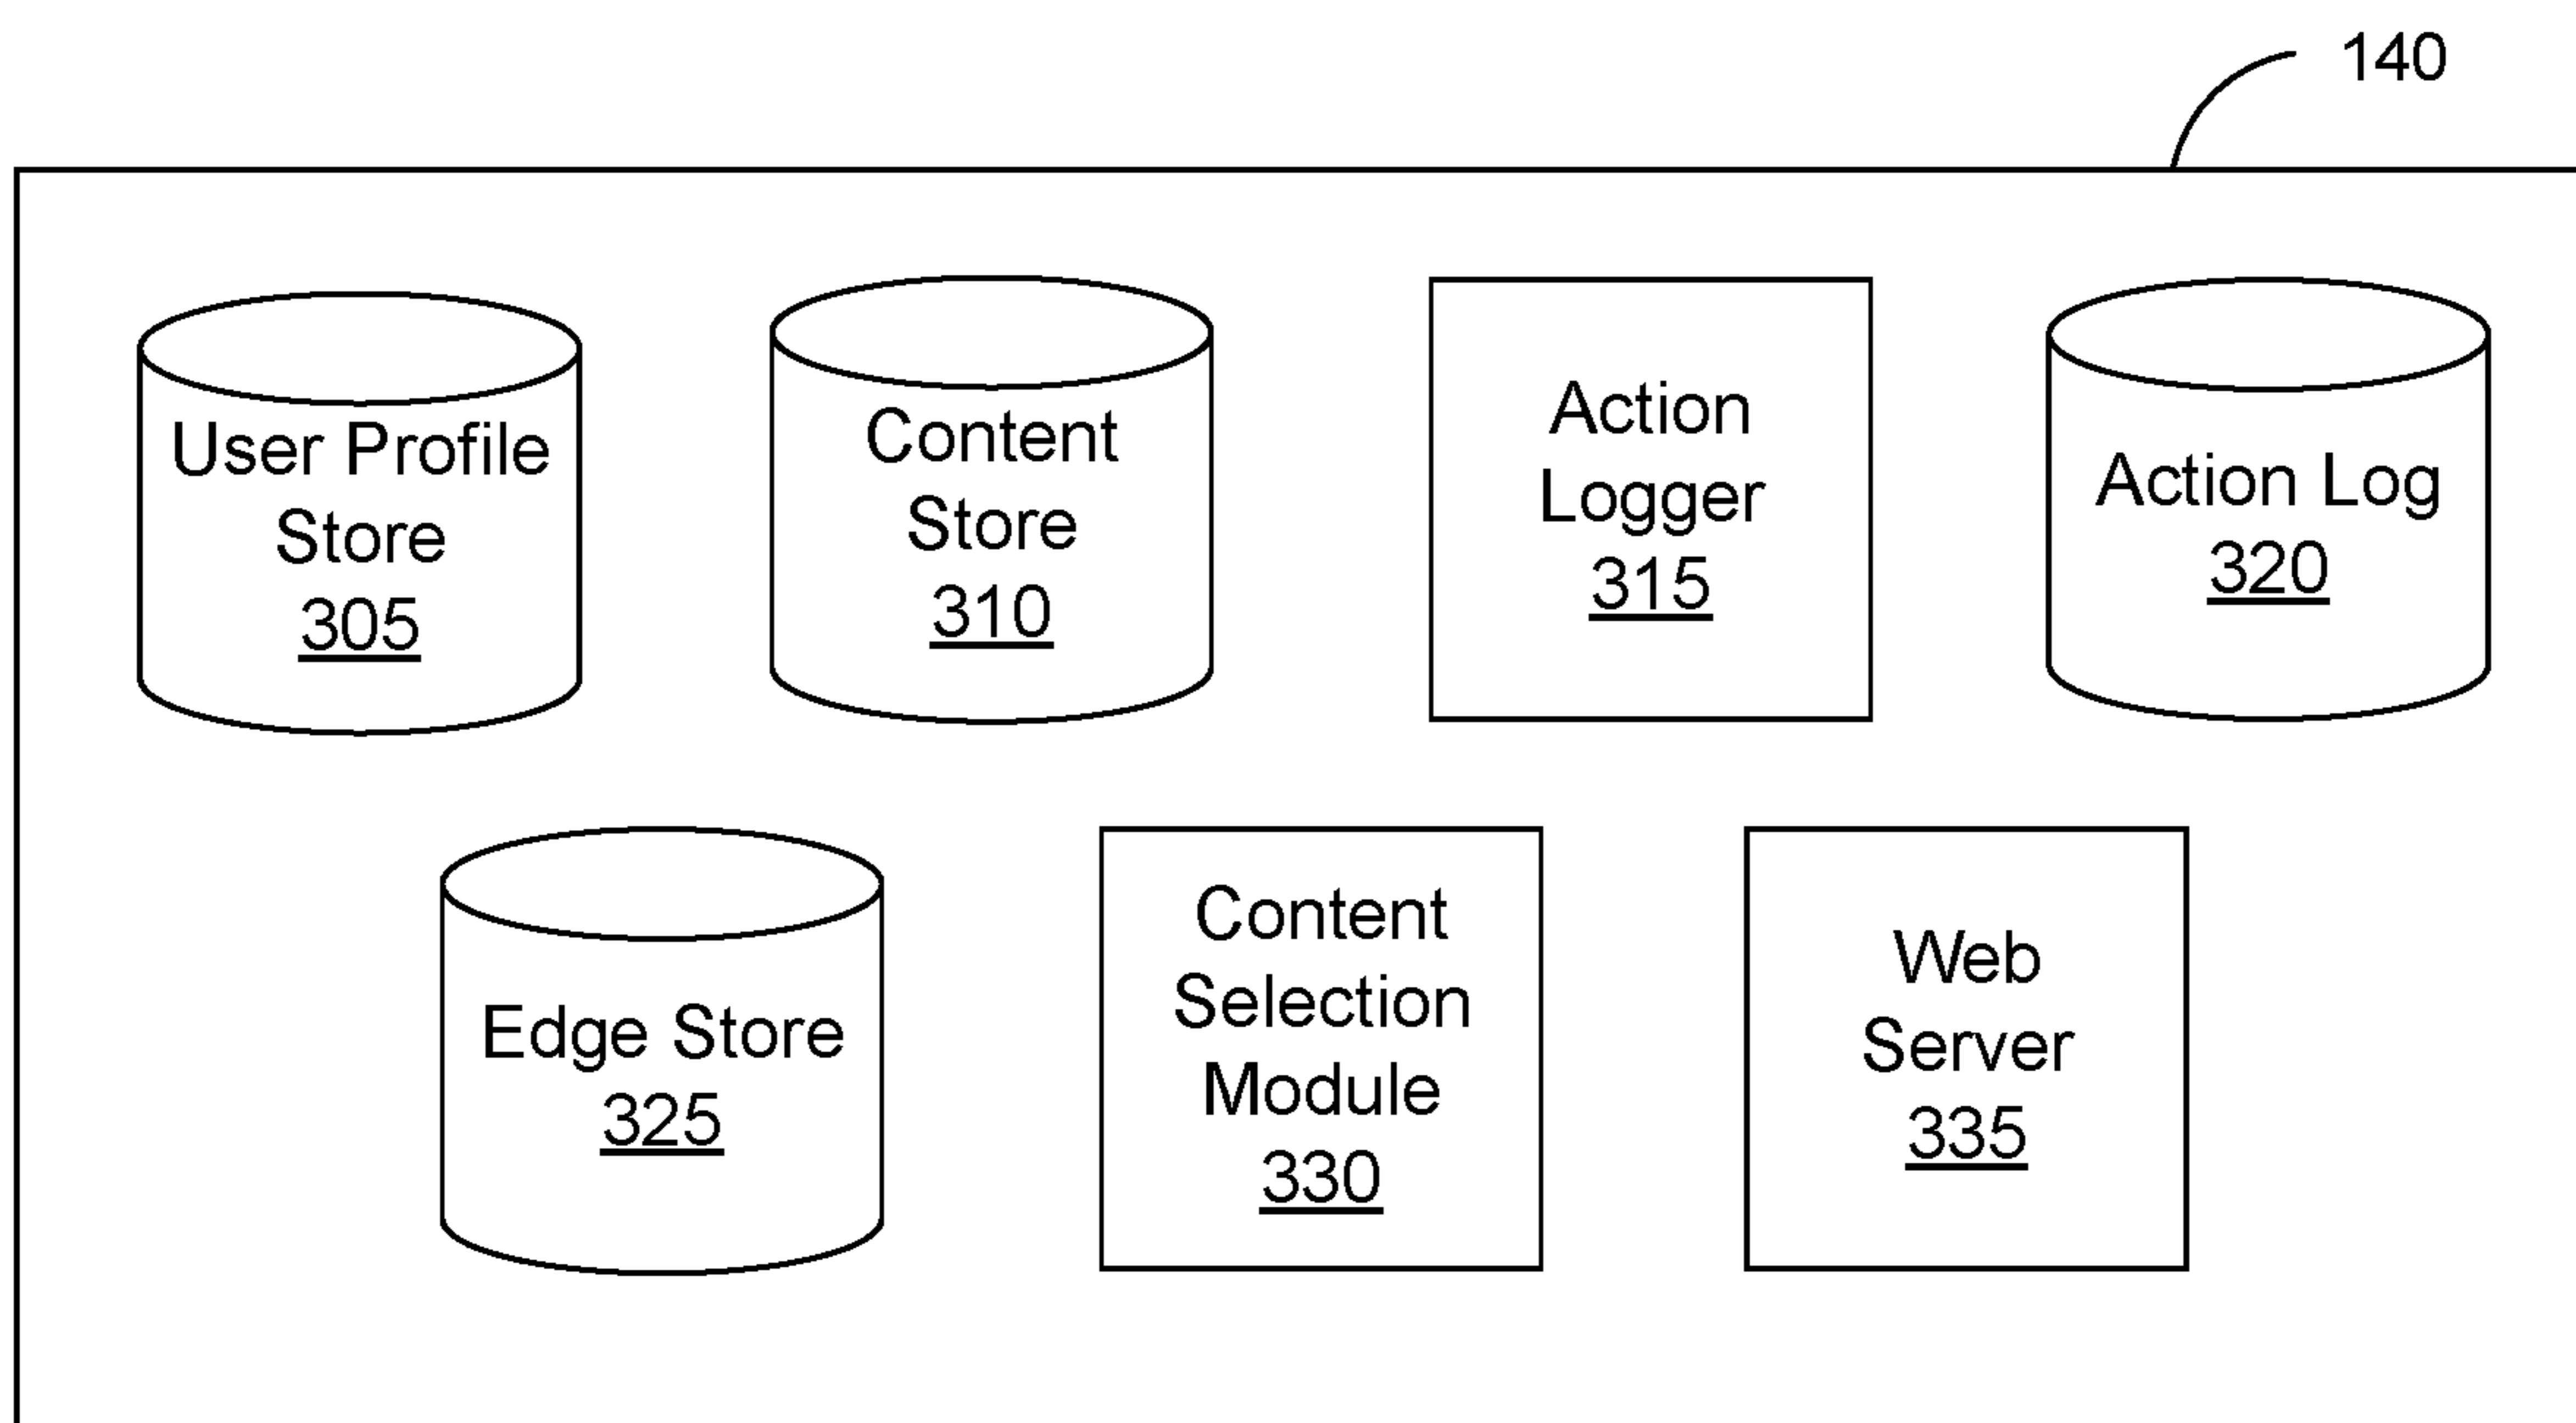 140
User Profile
Store
305
Content
Store
310
Action
Logger
315
Action Log
320
Edge Store
325
Content
Selection
Module
330
Web
Server
335